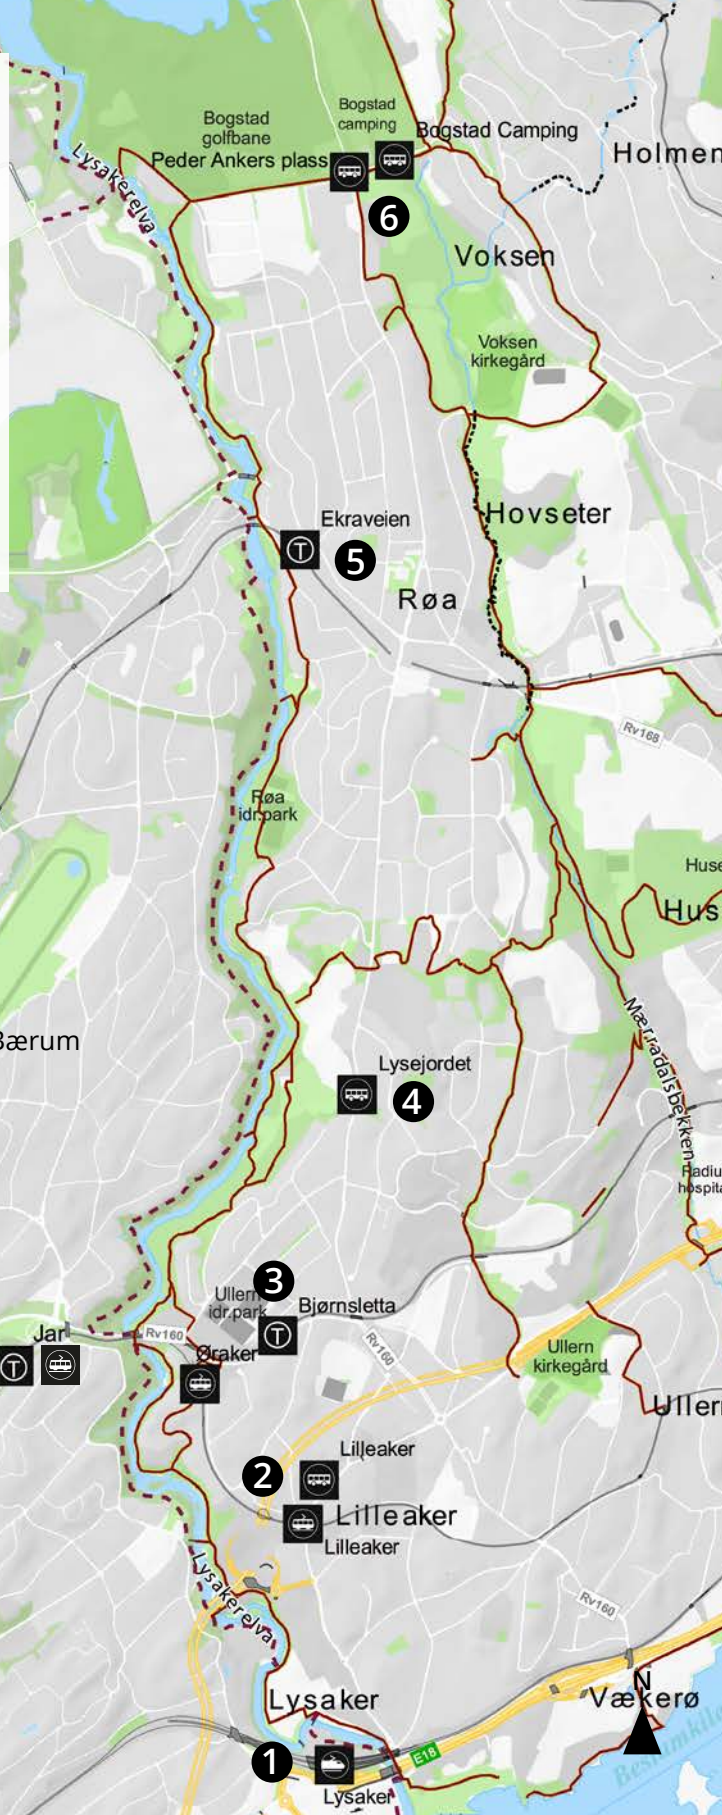 Bogstad
camping
Bogstad
golfbane
Bogstad Camping
Peder Ankers plass
Holmen
Lysakerelva
6
Voksen
Voksen
kirkegård
Ekraveien
Hovseter
5
Røa
Rv168
Røa
idr.park
Huse
Hus
Bærum
Mærradalsbekken
Lysejordet
4
Radiu
hospita
3
Ullern
idr.park
Bjørnsletta
Jar
Rv160
T
Øraker
Rv160
Ullern
kirkegård
Ullern
2
Lilleaker
Lilleaker
Lilleaker
Lysakerelva
Rv160
N
Lysaker
Vækerø
1
E18
Lysaker